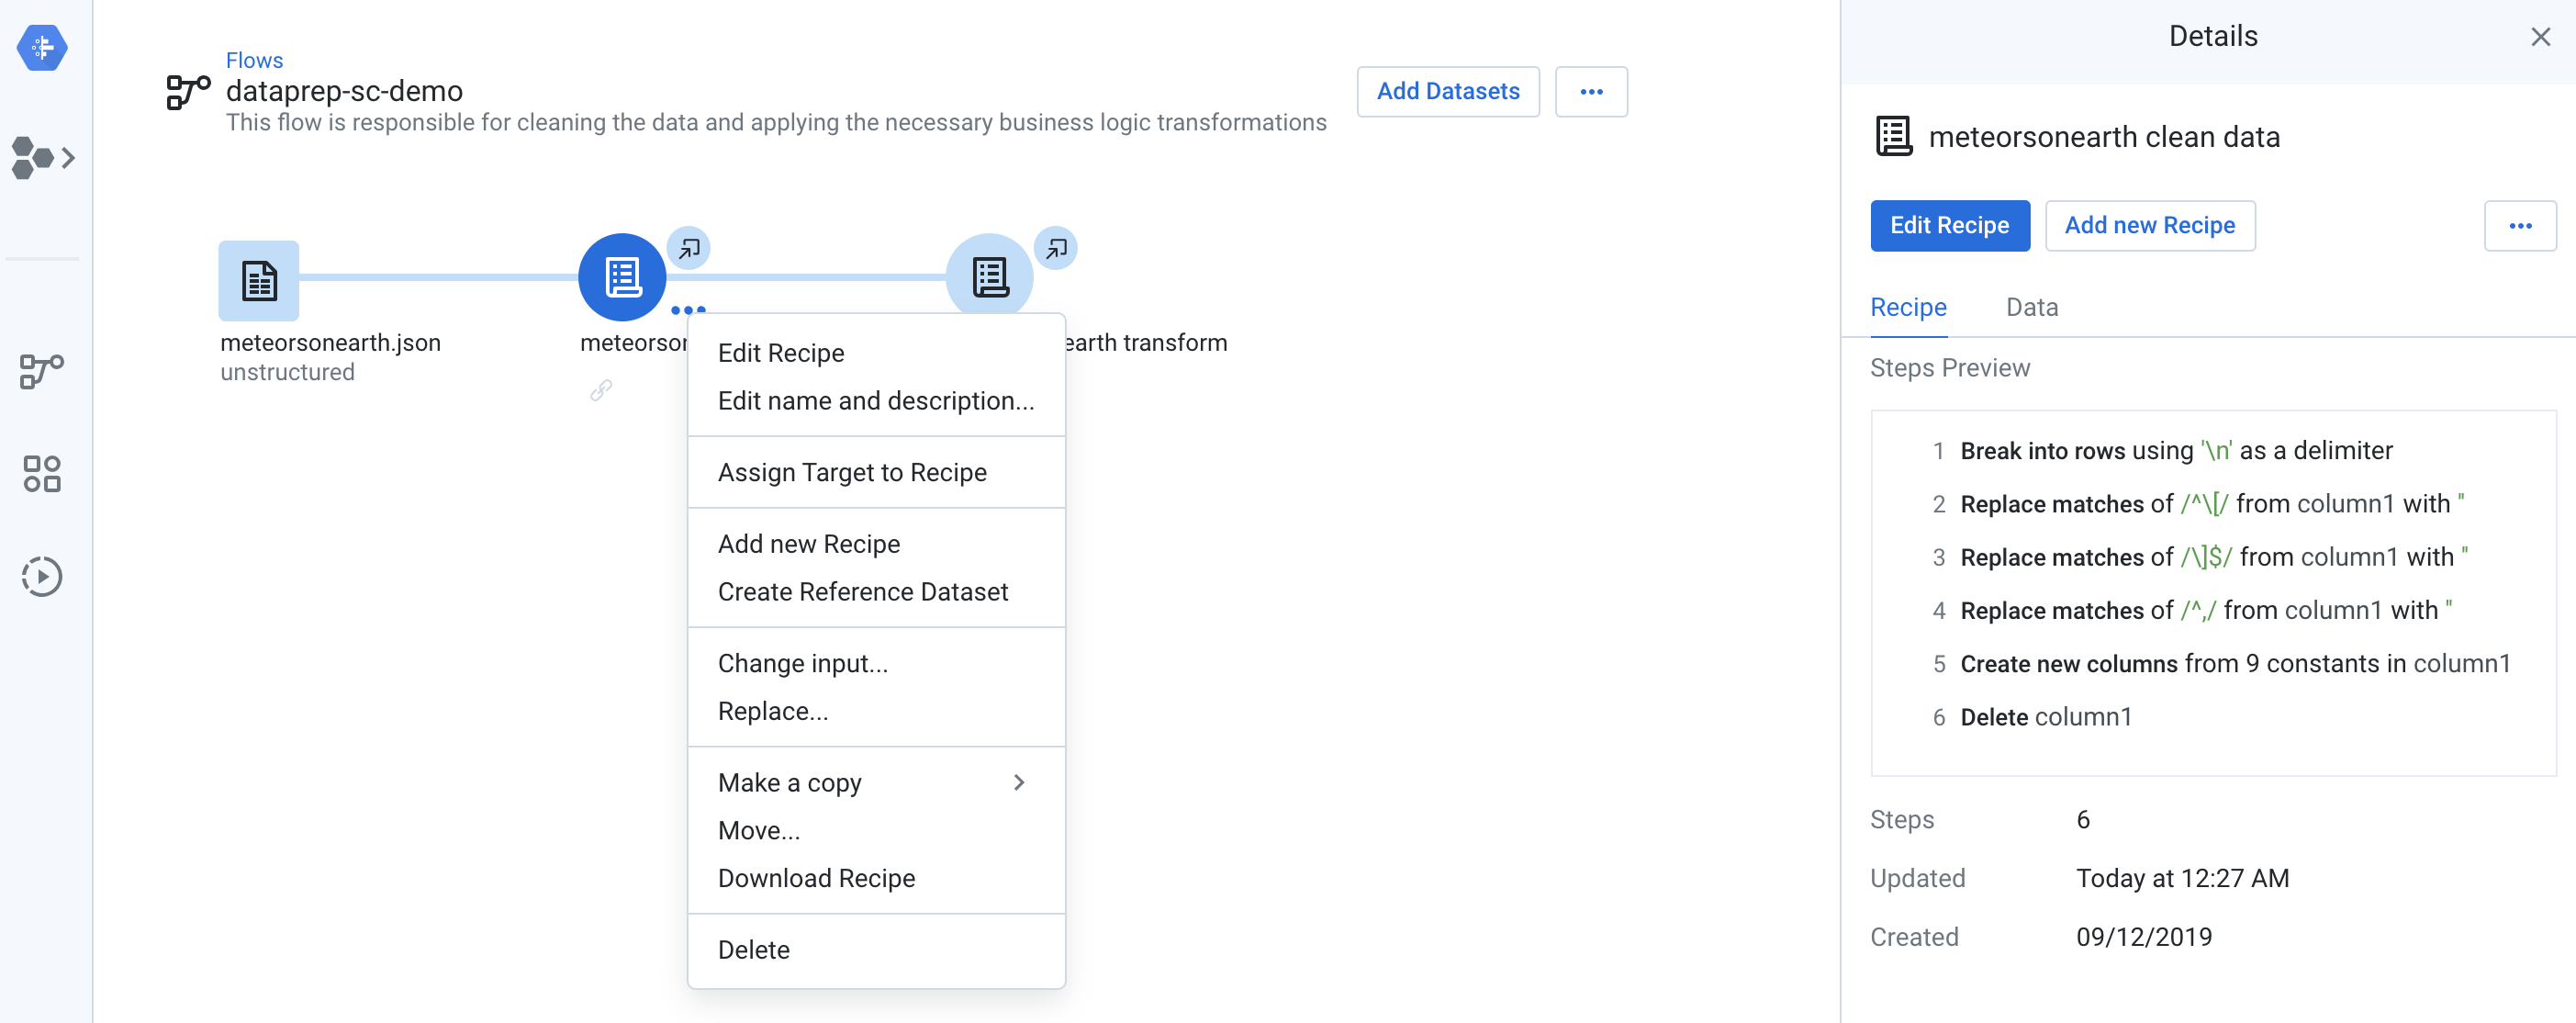 Flows
dataprep-sc-demo
This flow is responsible for cleaning the data and applying the necessary business logic transformations
Add Datasets
meteorsonearth.json
unstructured
meteorsor
earth transform
Edit Recipe
Edit name and description...
Assign Target to Recipe
Add new Recipe
Create Reference Dataset
Change input...
Replace...
Make a copy
Move...
Download Recipe
Delete
Details
meteorsonearth clean data
Edit Recipe
Add new Recipe
Recipe Data
Steps Preview
1 Break into rows using '\n' as a delimiter
2 Replace matches of /^\[/ from column1 with ''
3 Replace matches of /\]$/ from column1 with ''
4 Replace matches of /^,/ from column1 with ''
5 Create new columns from 9 constants in column1
6 Delete column1
Steps 6
Updated Today at 12:27 AM
Created 09/12/2019